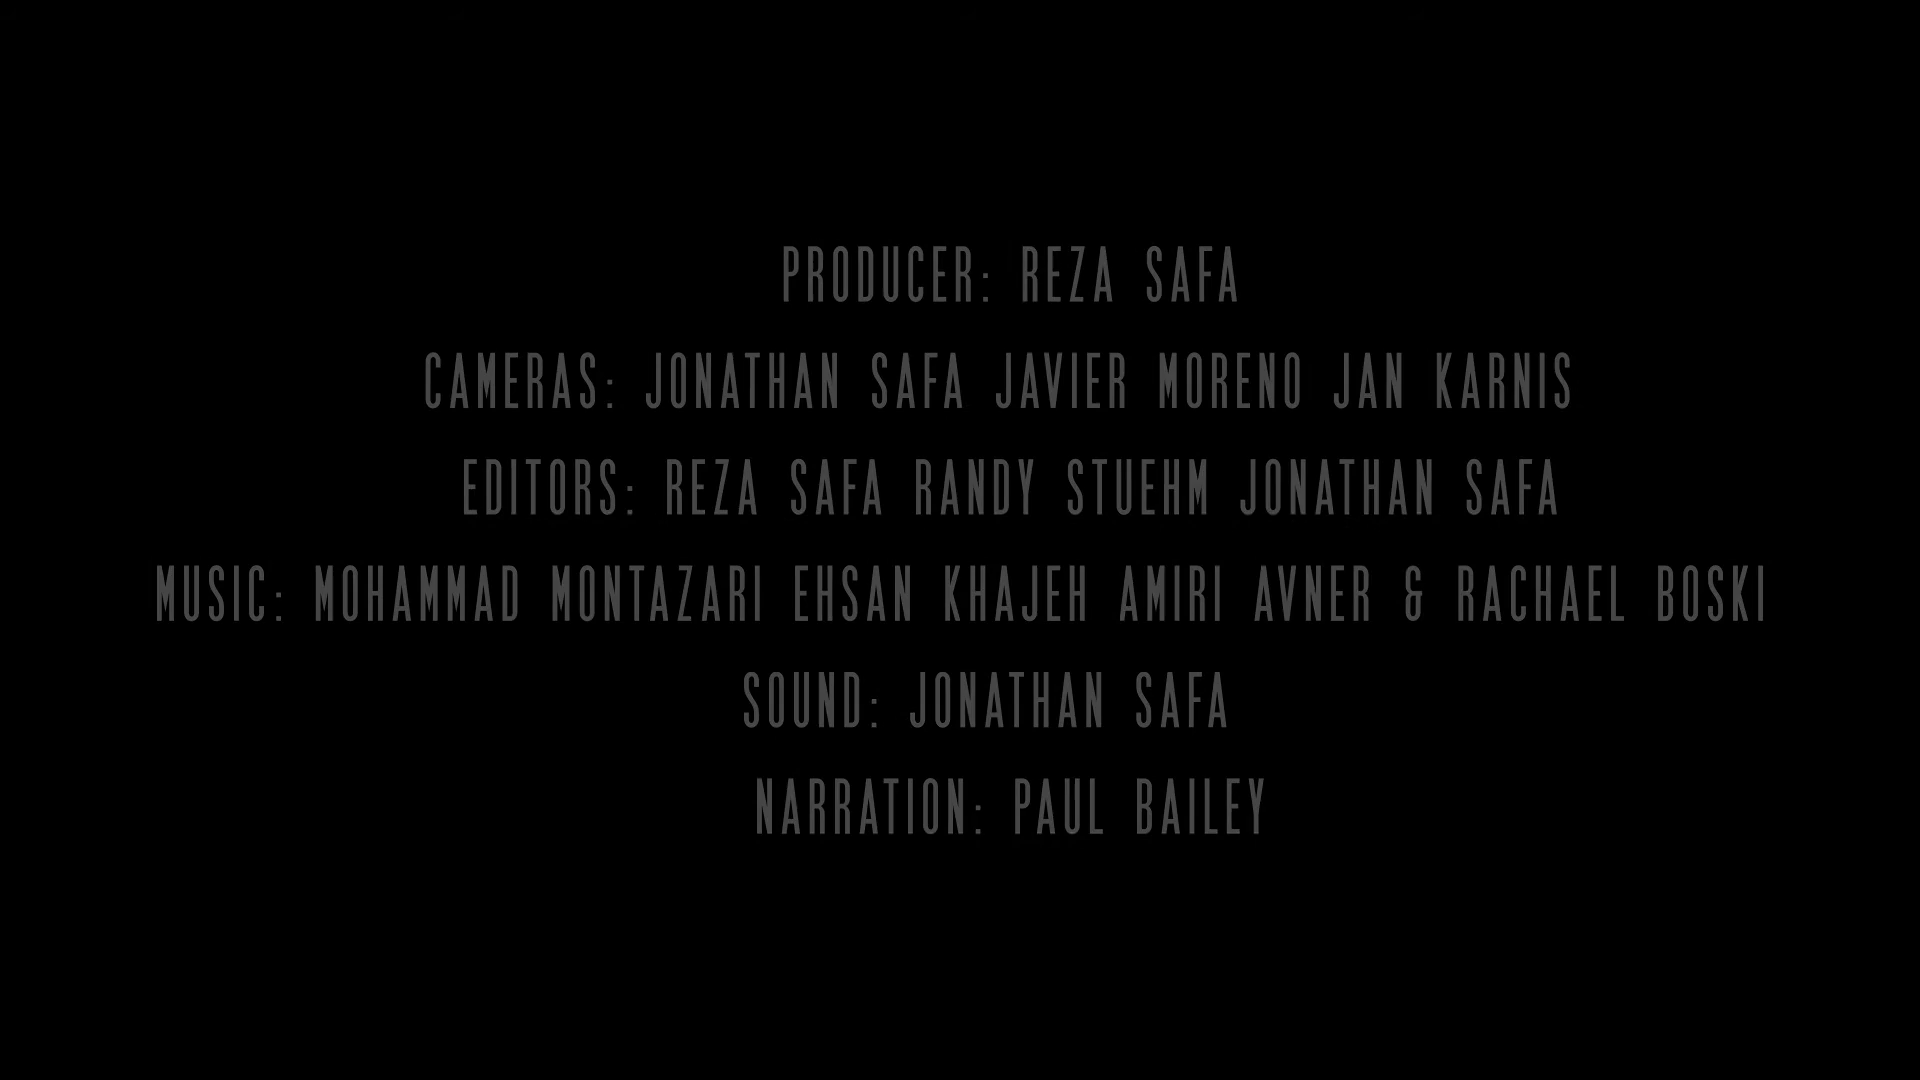 PRODUCER: REZA SAFA
CAMERAS: JONATHAN SAFA JAVIER MORENO JAN KARNIS
EDITORS: REZA SAFA RANDY STUEHM JONATHAN SAFA
MUSIC: MOHAMMAD MONTAZARI EHSAN KHAJEH AMIRI AVNER & RACHAEL BOSKI
SOUND: JONATHAN SAFA
NARRATION: PAUL BAILEY